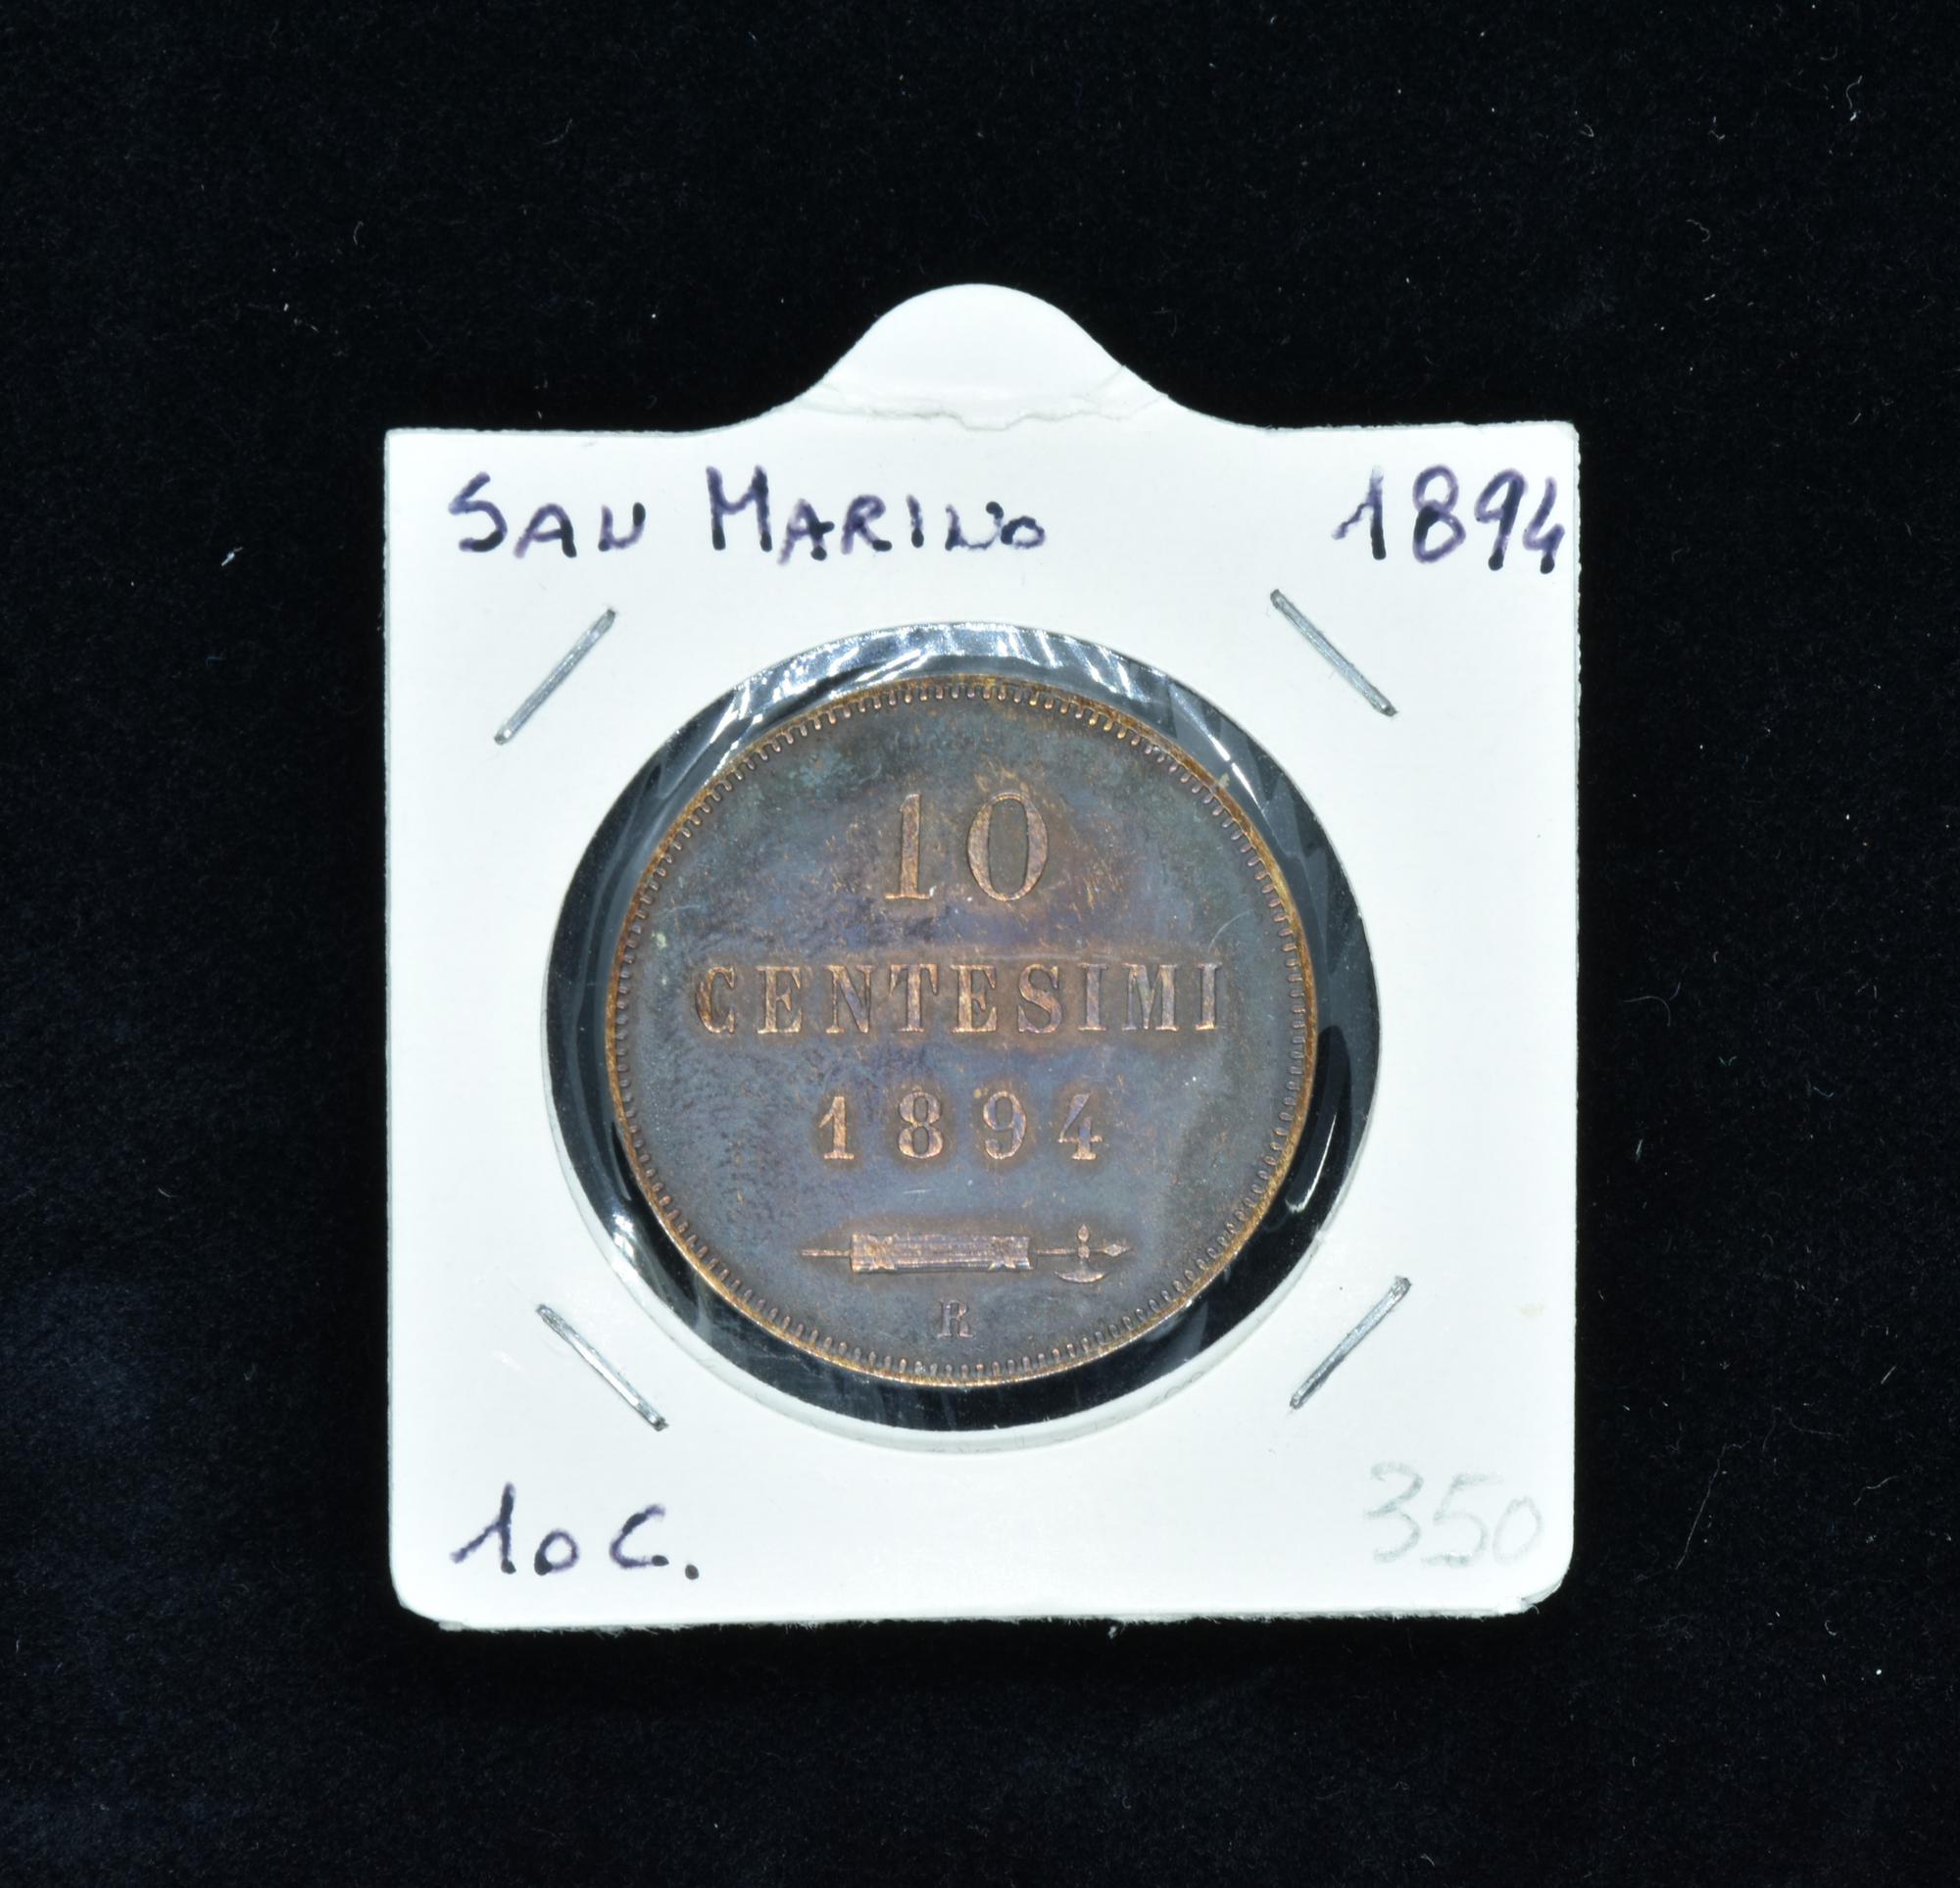 SAN MARINO 1894
10
CENTESIMI
1894
R
10 C. 350